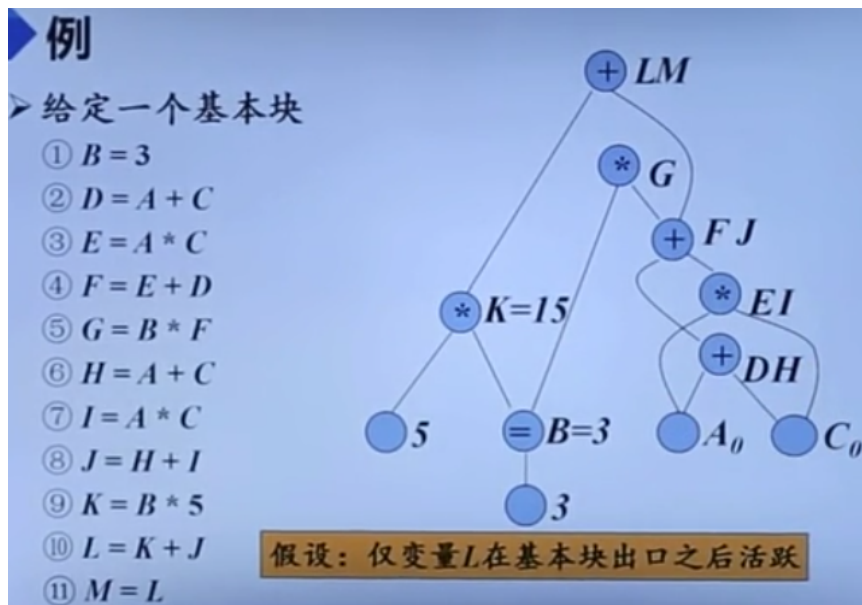 例
给定一个基本块
① B = 3
② D = A + C
③ E = A * C
④ F = E + D
⑤ G = B * F
⑥ H = A + C
⑦ I = A * C
⑧ J = H + I
⑨ K = B * 5
⑩ L = K + J
⑪ M = L
+ LM
* G
+ F J
* EI
* K=15
+ DH
5
= B=3
A₀
C₀
3
假设：仅变量L在基本块出口之后活跃